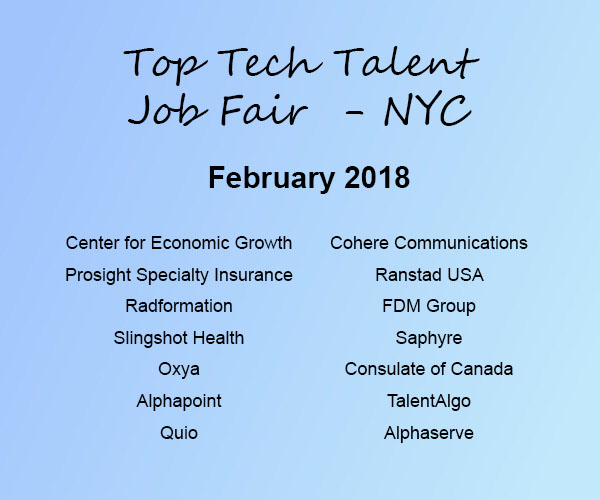 Top Tech Talent
Job Fair - NYC
February 2018
Center for Economic Growth
Prosight Specialty Insurance
Radformation
Slingshot Health
Oxya
Alphapoint
Quio
Cohere Communications
Ranstad USA
FDM Group
Saphyre
Consulate of Canada
TalentAlgo
Alphaserve